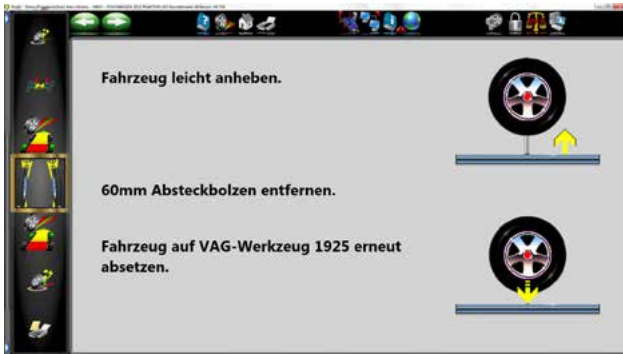 Fahrzeug leicht anheben.
60mm Absteckbolzen entfernen.
Fahrzeug auf VAG-Werkzeug 1925 erneut
absetzen.